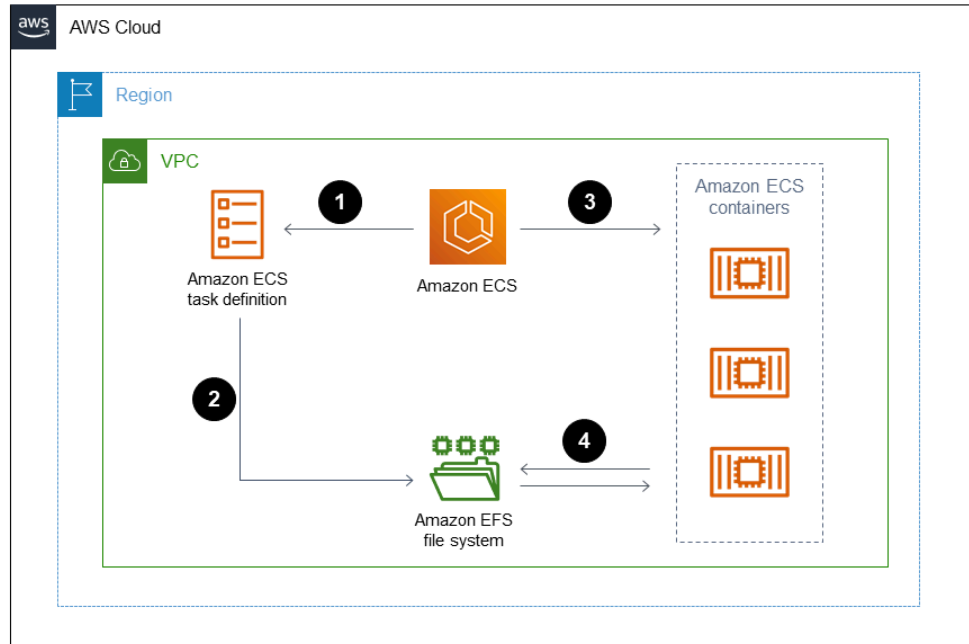 aws
AWS Cloud
Region
VPC
1
3
Amazon ECS
containers
Amazon ECS
task definition
Amazon ECS
2
4
Amazon EFS
file system